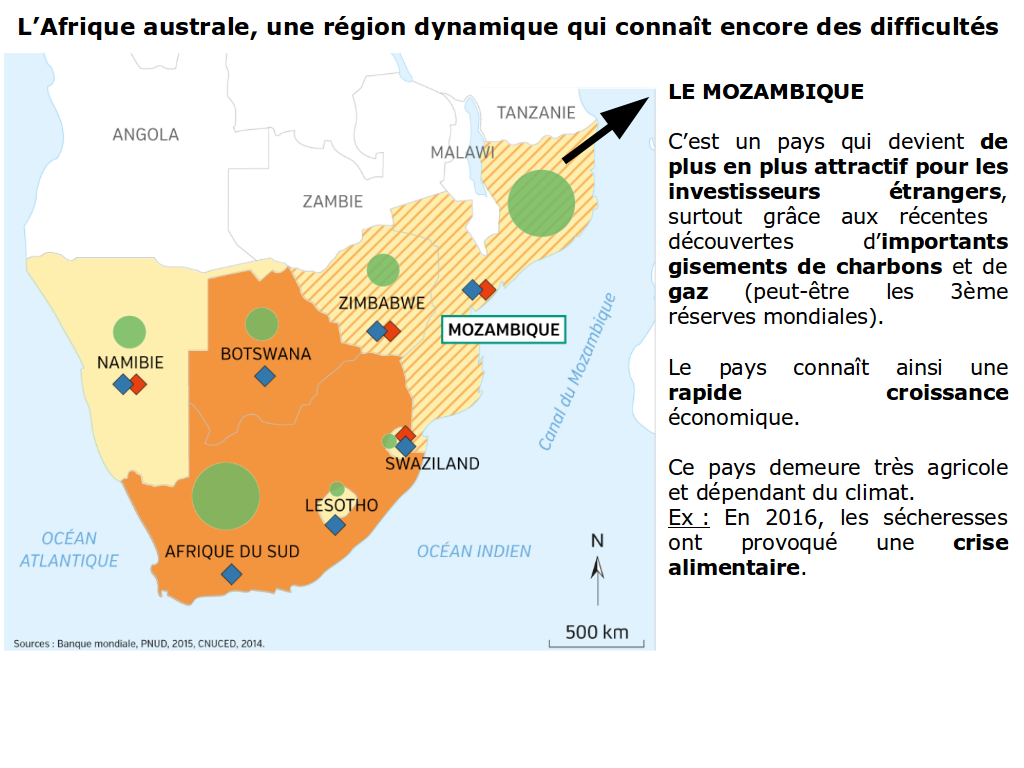 L’Afrique australe, une région dynamique qui connaît encore des difficultés
LE MOZAMBIQUE
C’est un pays qui devient de
plus en plus attractif pour les
investisseurs étrangers,
surtout grâce aux récentes
découvertes d’importants
gisements de charbons et de
gaz (peut-être les 3ème
réserves mondiales).
Le pays connaît ainsi une
rapide croissance
économique.
Ce pays demeure très agricole
et dépendant du climat.
Ex : En 2016, les sécheresses
ont provoqué une crise
alimentaire.
TANZANIE
ANGOLA
MALAWI
ZAMBIE
ZIMBABWE
MOZAMBIQUE
BOTSWANA
NAMIBIE
Canal du Mozambique
SWAZILAND
LESOTHO
AFRIQUE DU SUD
OCÉAN
ATLANTIQUE
OCÉAN INDIEN
N
500 km
Sources : Banque mondiale, PNUD, 2015, CNUCED, 2014.